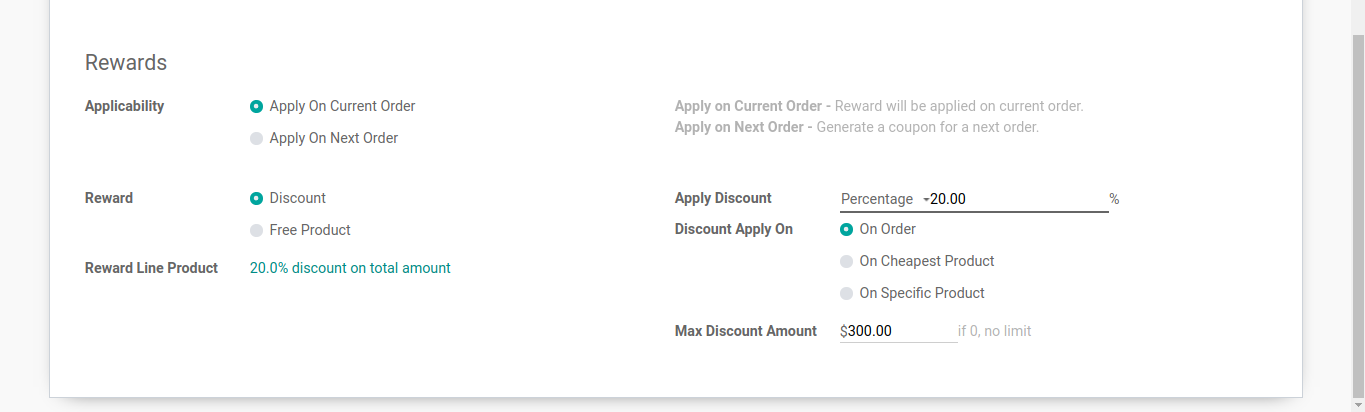 Rewards
Applicability
Apply On Current Order
Apply On Next Order
Apply on Current Order - Reward will be applied on current order.
Apply on Next Order - Generate a coupon for a next order.
Reward
Discount
Free Product
Reward Line Product 20.0% discount on total amount
Apply Discount Percentage 20.00 %
Discount Apply On On Order
On Cheapest Product
On Specific Product
Max Discount Amount $300.00 if 0, no limit